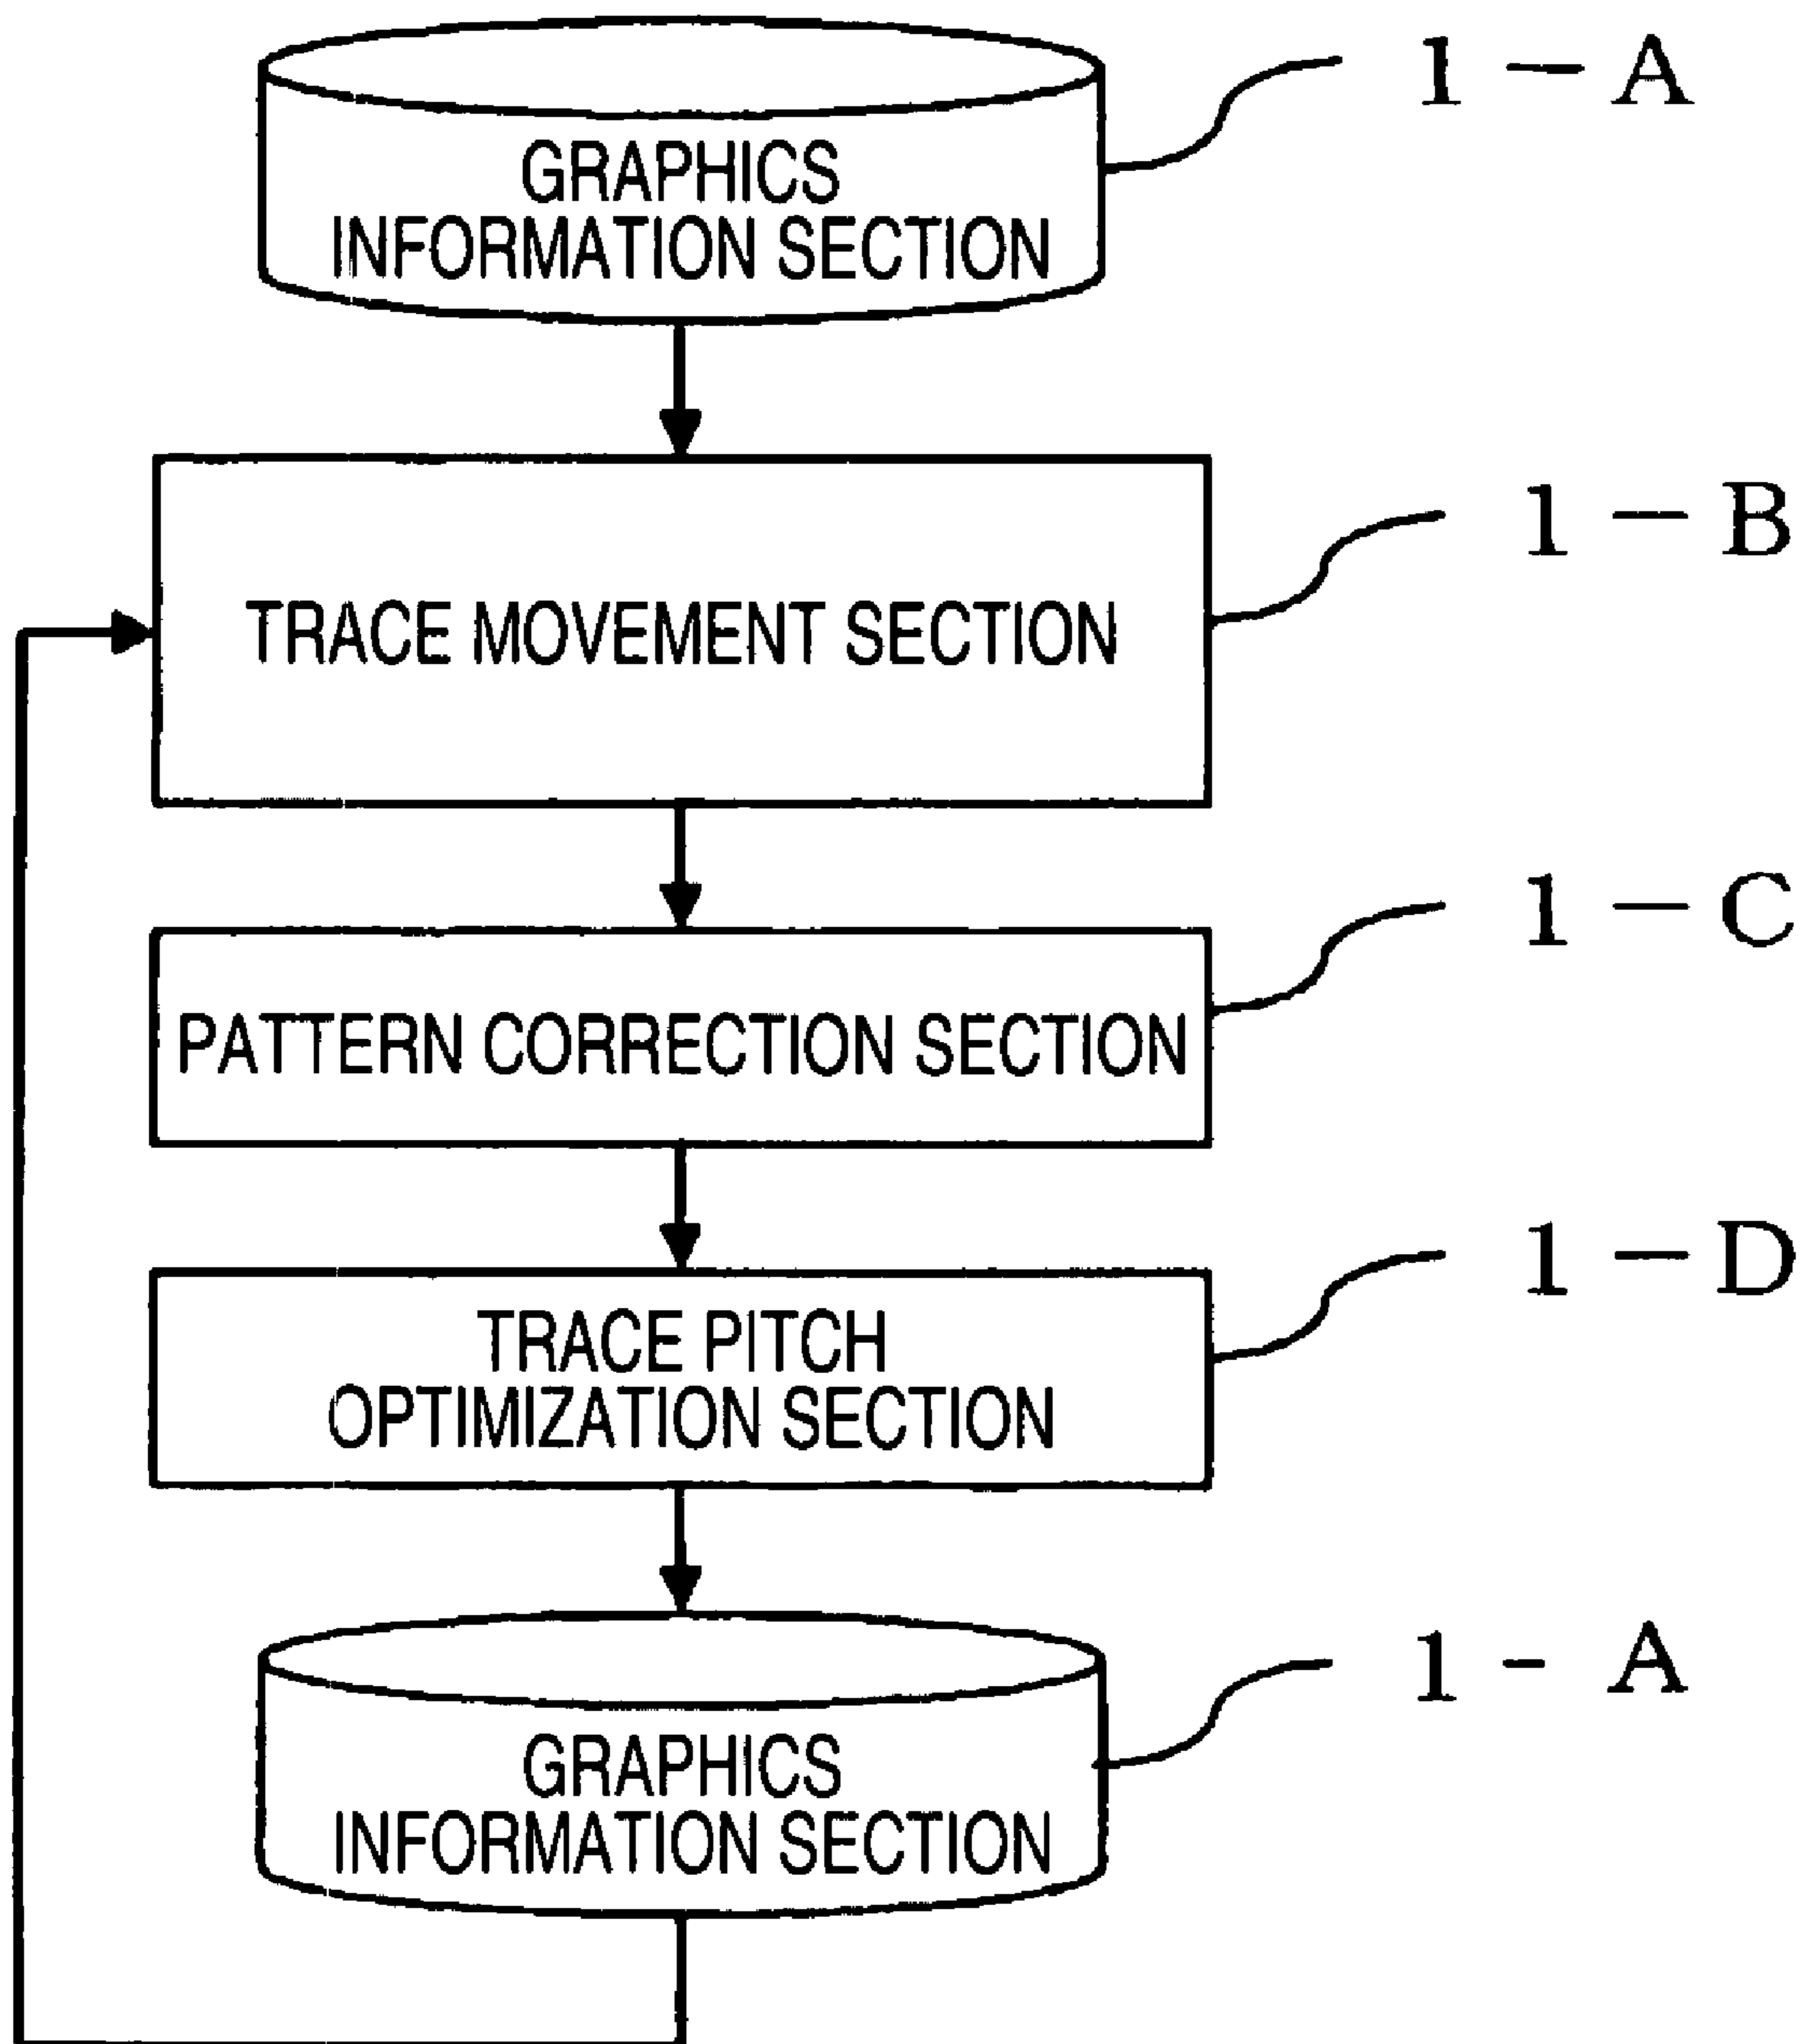 GRAPHICS
INFORMATION SECTION
1 — A
TRACE MOVEMENT SECTION
1 — B
PATTERN CORRECTION SECTION
1 — C
TRACE PITCH
OPTIMIZATION SECTION
1 — D
GRAPHICS
INFORMATION SECTION
1 - A